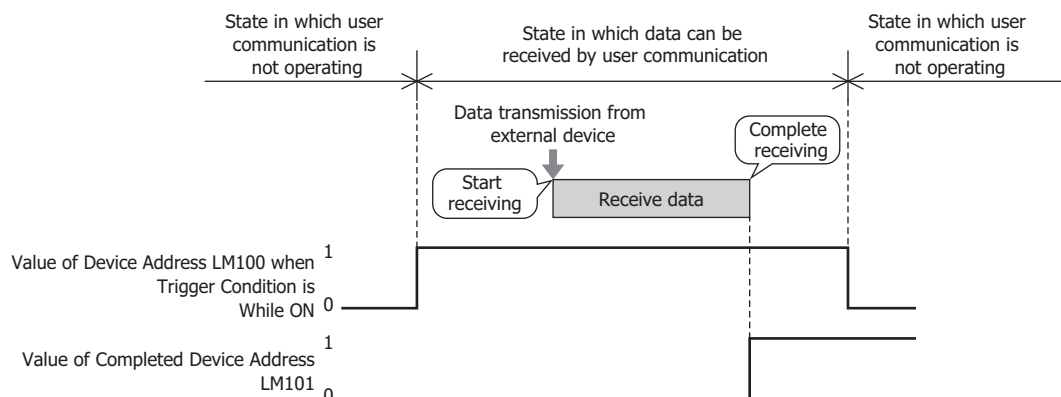 State in which user
communication is
not operating
State in which data can be
received by user communication
State in which user
communication is
not operating
Data transmission from
external device
Complete
receiving
Start
receiving
Receive data
Value of Device Address LM100 when
Trigger Condition is
While ON
1
0
Value of Completed Device Address
LM101
1
0